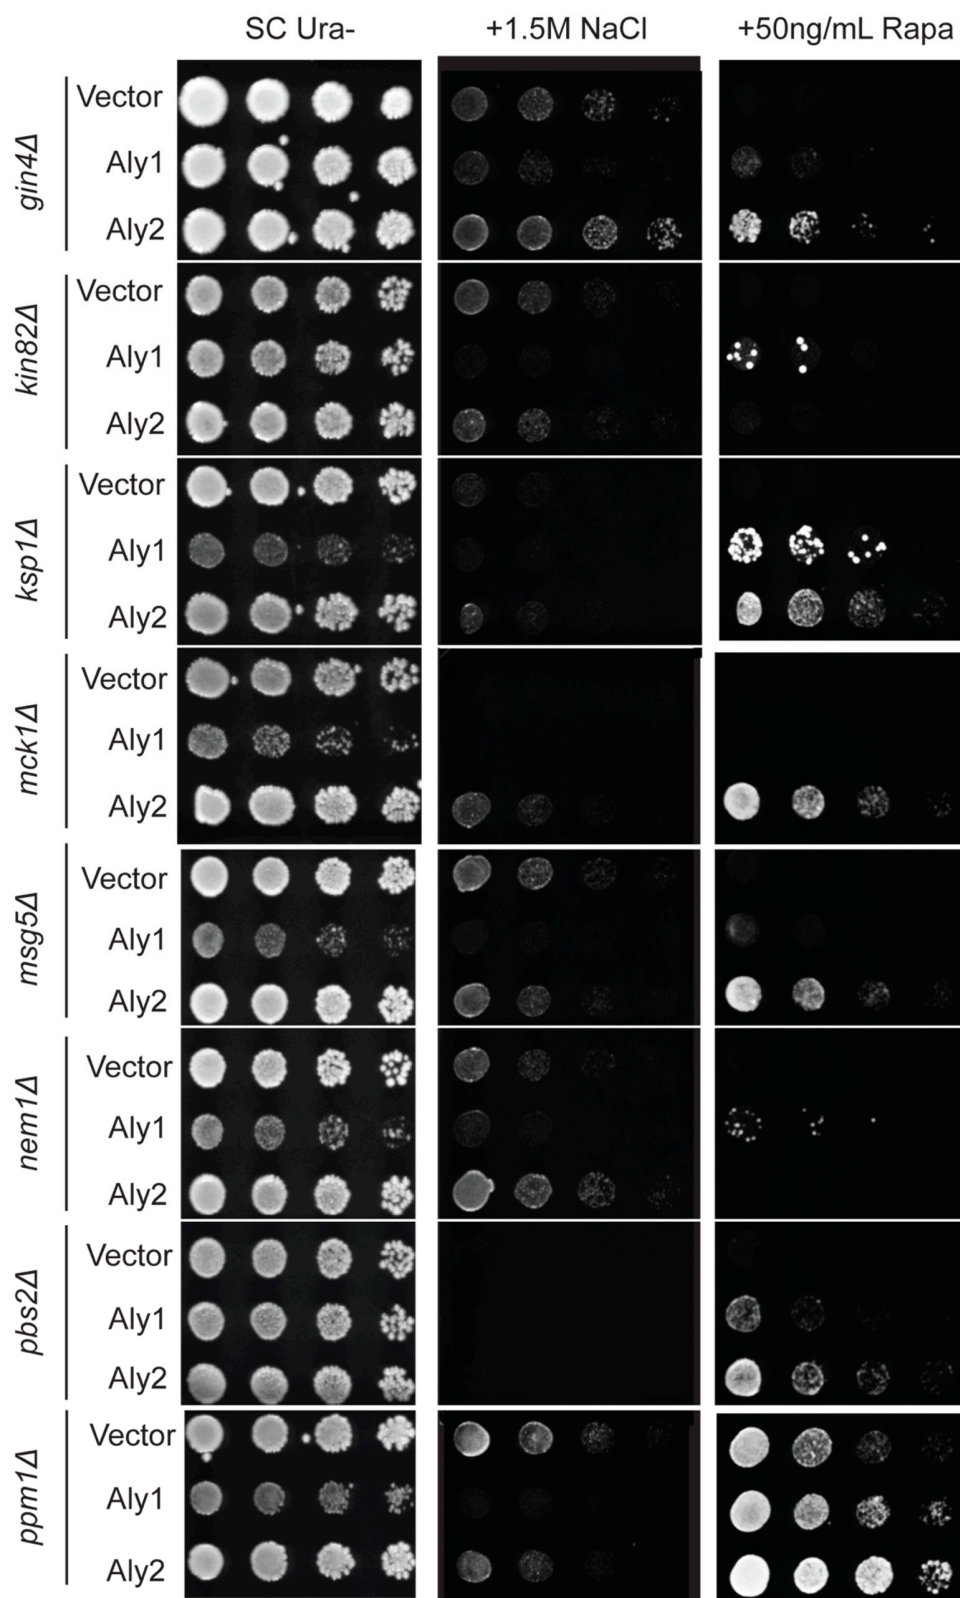 SC Ura- +1.5M NaCl +50ng/mL Rapa
gin4Δ
Vector
Aly1
Aly2
kin82Δ
Vector
Aly1
Aly2
ksp1Δ
Vector
Aly1
Aly2
mck1Δ
Vector
Aly1
Aly2
msg5Δ
Vector
Aly1
Aly2
nem1Δ
Vector
Aly1
Aly2
pbs2Δ
Vector
Aly1
Aly2
ppm1Δ
Vector
Aly1
Aly2